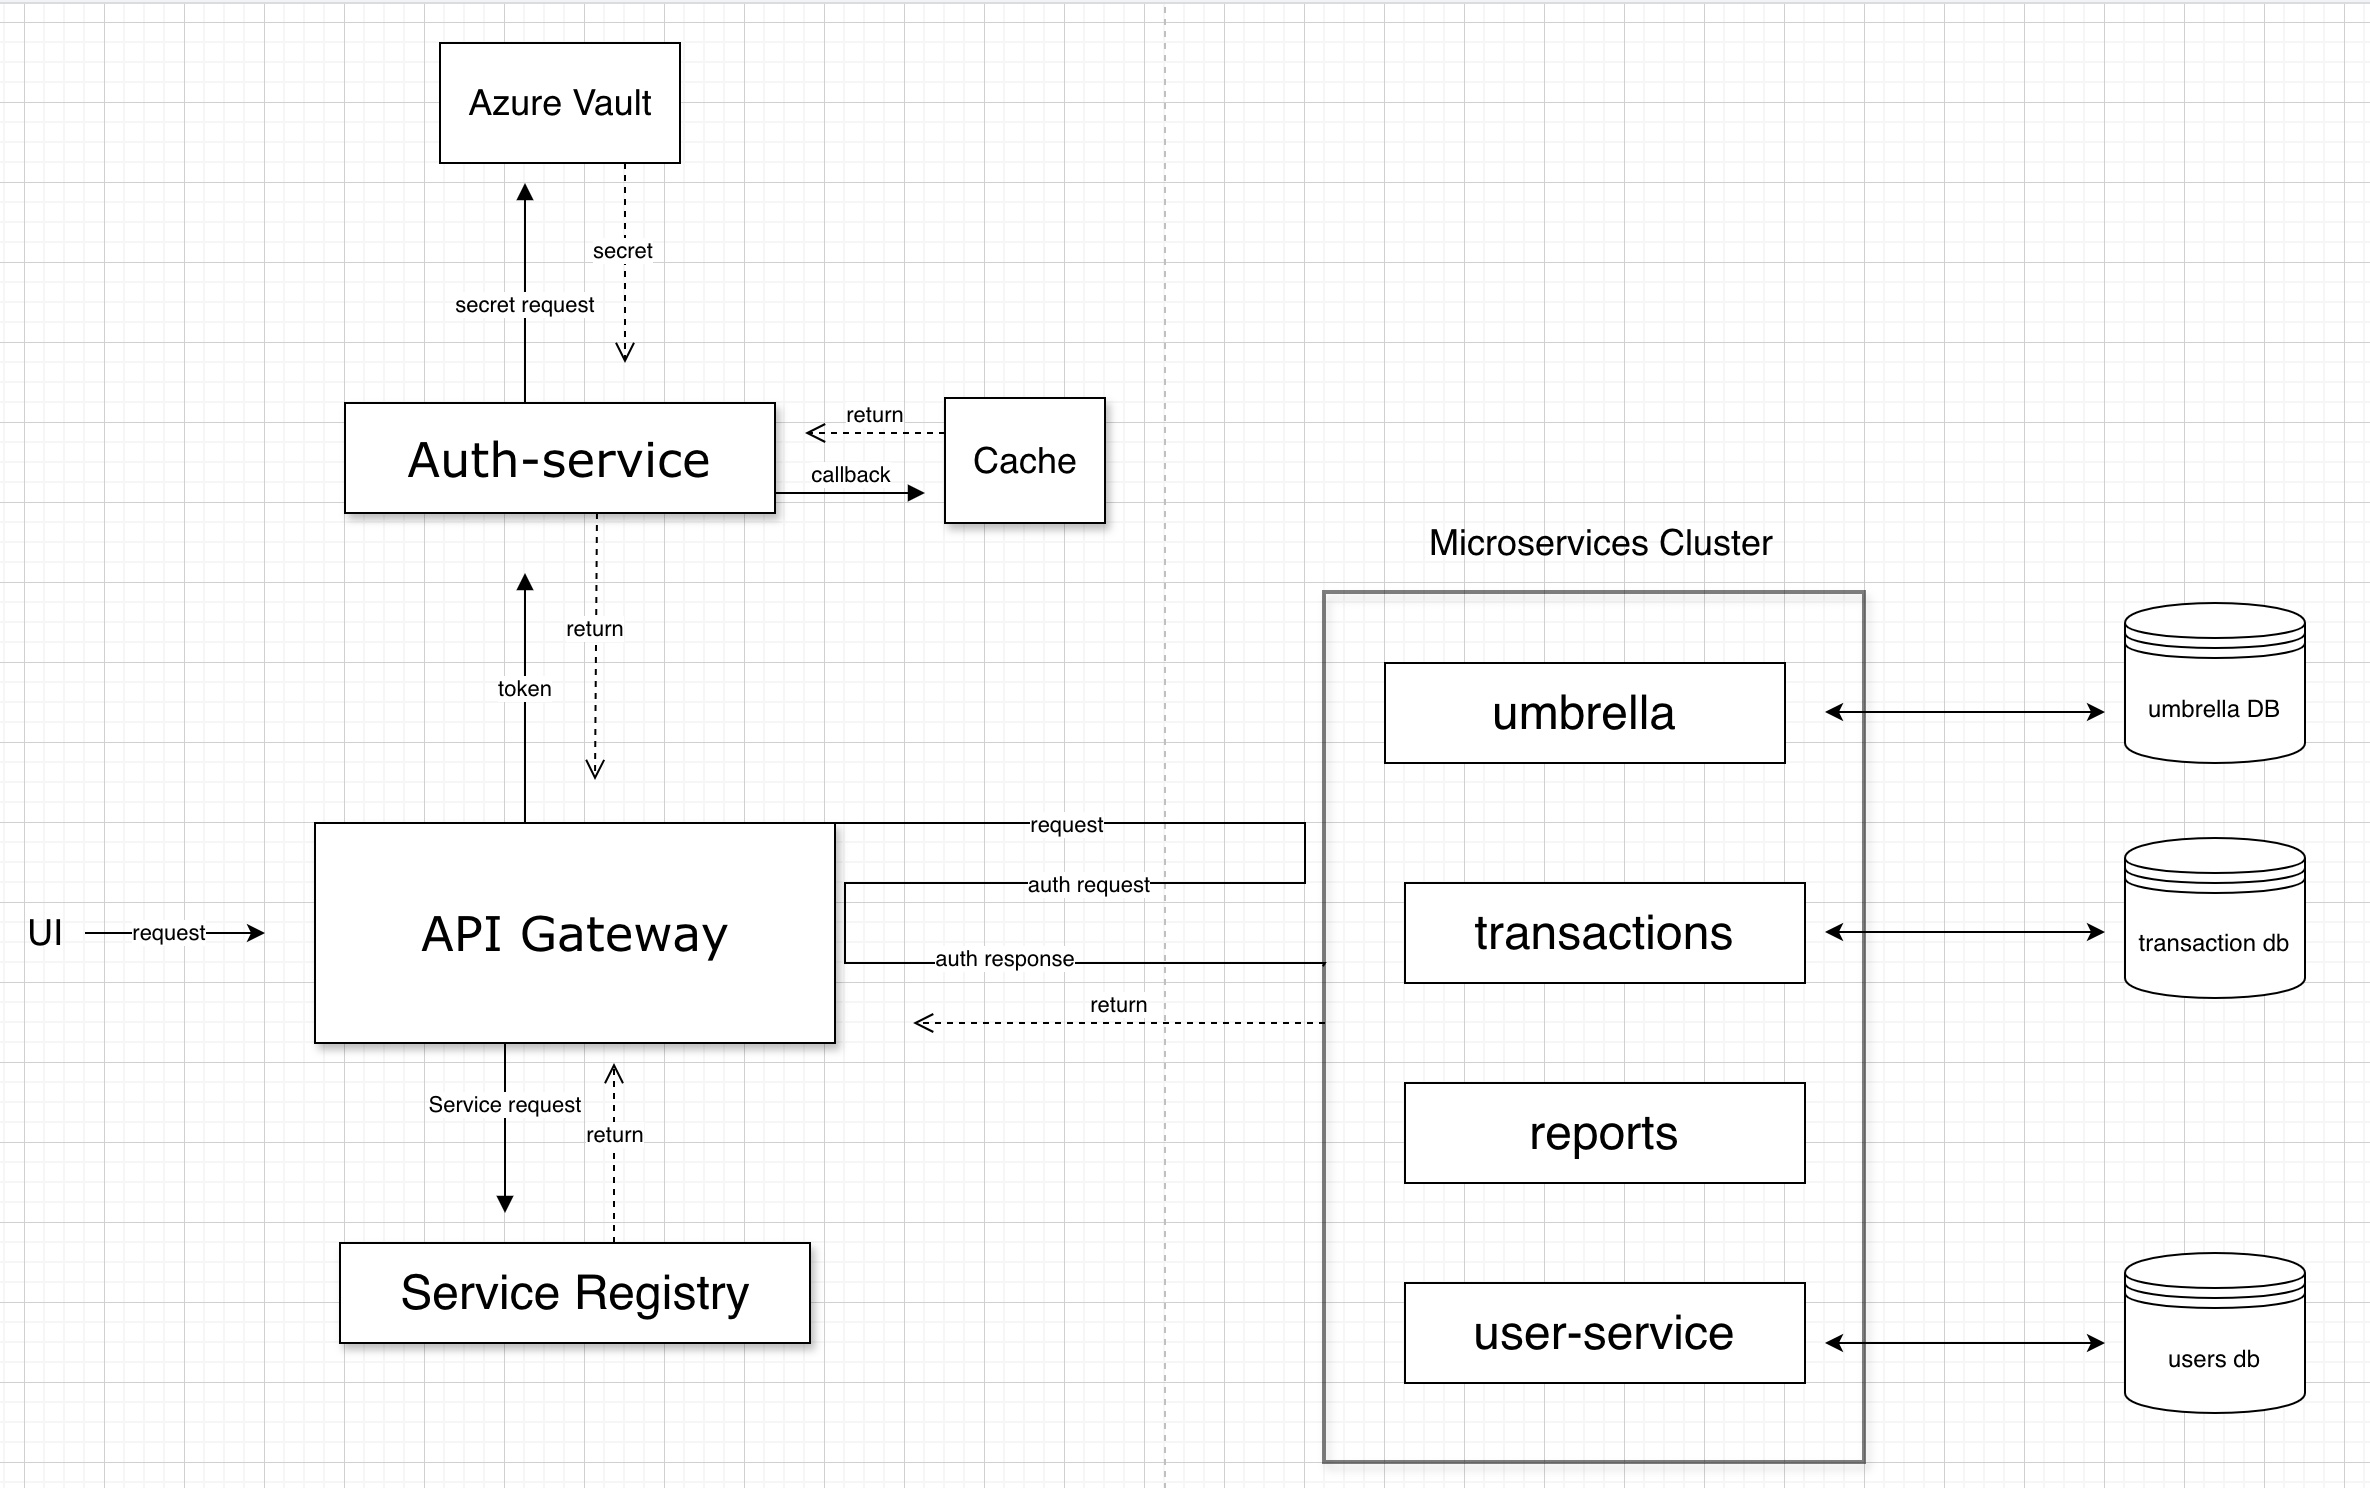 Azure Vault
secret
secret request
return
Auth-service
Cache
callback
Microservices Cluster
return
token
umbrella
umbrella DB
request
auth request
UI
request
API Gateway
transactions
transaction db
auth response
return
Service request
return
reports
Service Registry
user-service
users db